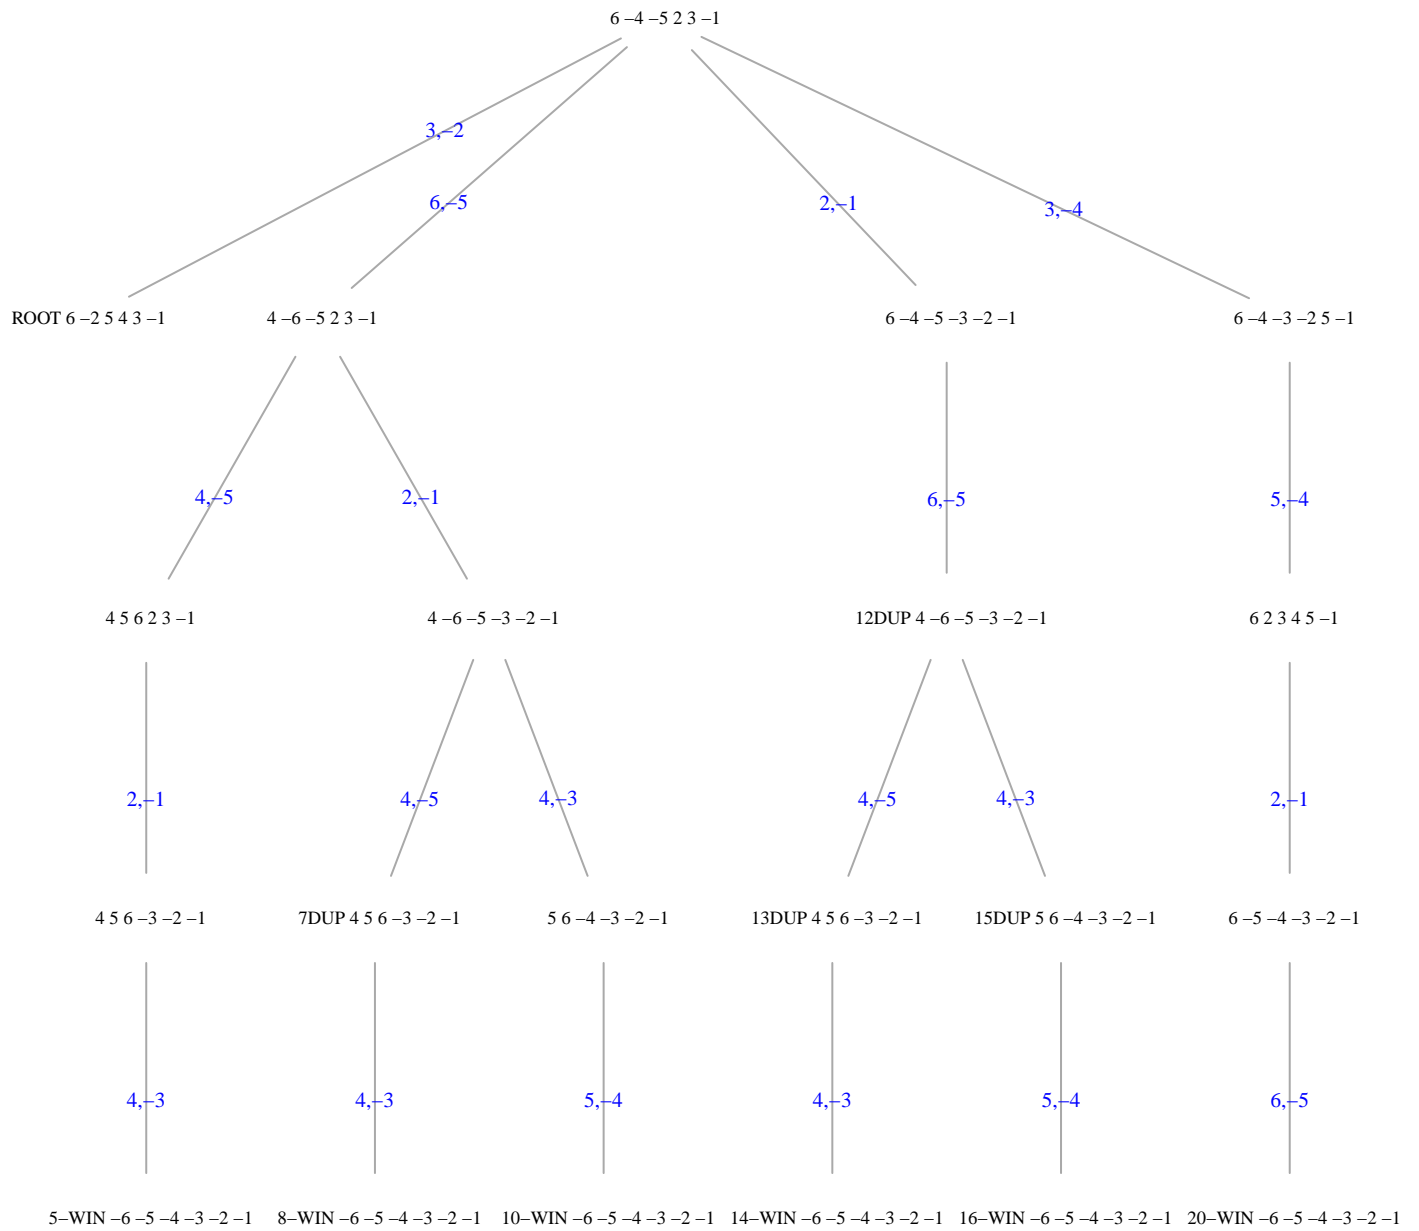 6 –4 –5 2 3 –1
3,–2
6,–5
2,–1
3,–4
ROOT 6 –2 5 4 3 –1
4 –6 –5 2 3 –1
6 –4 –5 –3 –2 –1
6 –4 –3 –2 5 –1
4,–5
2,–1
6,–5
5,–4
4 5 6 2 3 –1
4 –6 –5 –3 –2 –1
12DUP 4 –6 –5 –3 –2 –1
6 2 3 4 5 –1
2,–1
4,–5
4,–3
4,–5
4,–3
2,–1
4 5 6 –3 –2 –1
7DUP 4 5 6 –3 –2 –1
5 6 –4 –3 –2 –1
13DUP 4 5 6 –3 –2 –1
15DUP 5 6 –4 –3 –2 –1
6 –5 –4 –3 –2 –1
4,–3
4,–3
5,–4
4,–3
5,–4
6,–5
5–WIN –6 –5 –4 –3 –2 –1
8–WIN –6 –5 –4 –3 –2 –1
10–WIN –6 –5 –4 –3 –2 –1
14–WIN –6 –5 –4 –3 –2 –1
16–WIN –6 –5 –4 –3 –2 –1
20–WIN –6 –5 –4 –3 –2 –1